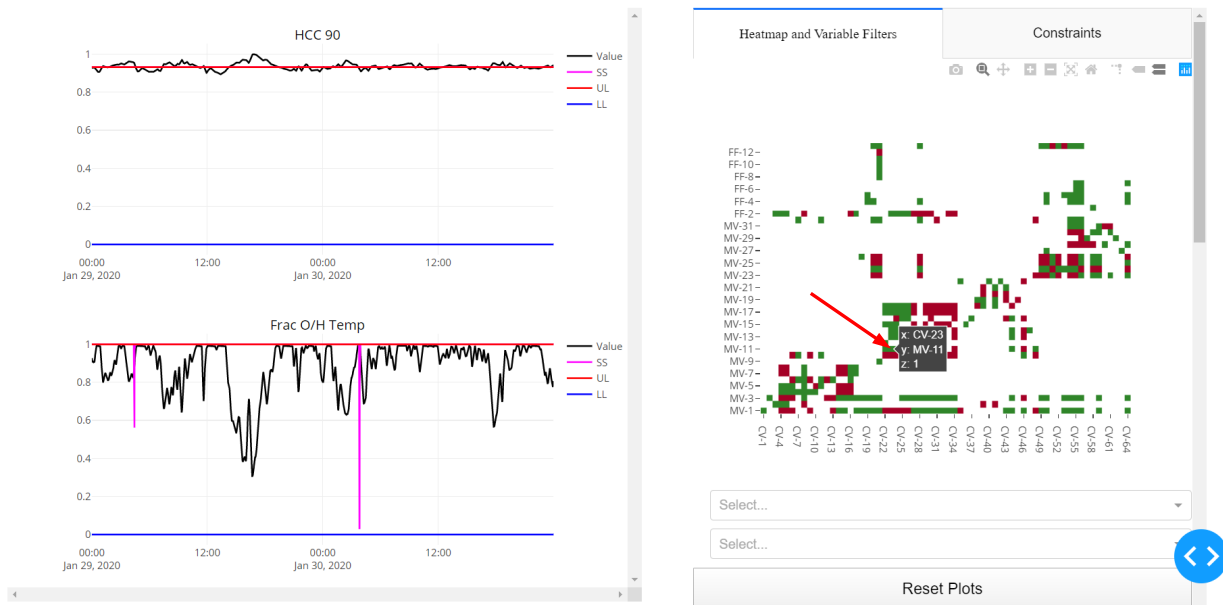 HCC 90
1
0.8
0.6
0.4
0.2
0
00:00
Jan 29, 2020
12:00
00:00
Jan 30, 2020
12:00
Value
SS
UL
LL
Frac O/H Temp
1
0.8
0.6
0.4
0.2
0
00:00
Jan 29, 2020
12:00
00:00
Jan 30, 2020
12:00
Value
SS
UL
LL
Heatmap and Variable Filters
Constraints
FF-12
FF-10
FF-8
FF-6
FF-4
FF-2
MV-31
MV-29
MV-27
MV-25
MV-23
MV-21
MV-19
MV-17
MV-15
MV-13
MV-11
MV-9
MV-7
MV-5
MV-3
MV-1
x: CV-23
y: MV-11
z: 1
CV-1
CV-4
CV-7
CV-10
CV-13
CV-16
CV-19
CV-22
CV-25
CV-28
CV-31
CV-34
CV-37
CV-40
CV-43
CV-46
CV-49
CV-52
CV-55
CV-58
CV-61
CV-64
Select...
Select...
Reset Plots